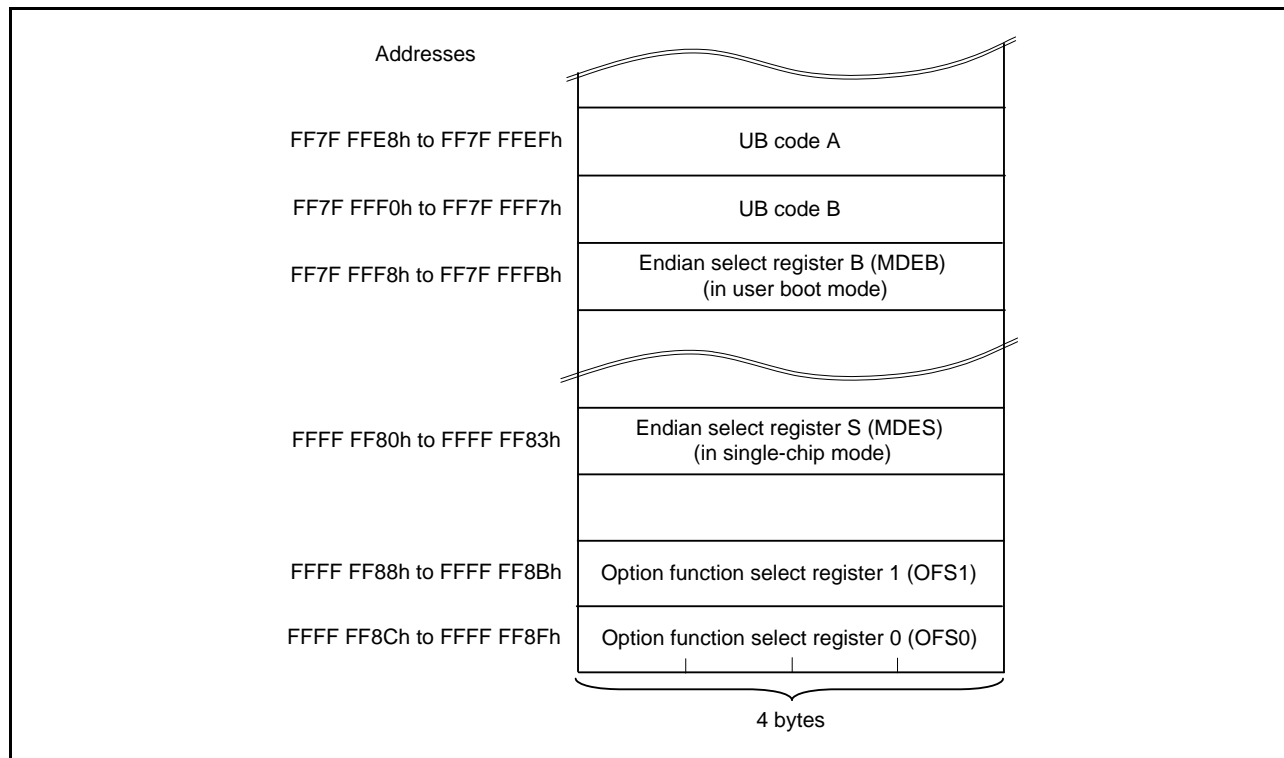 Addresses
FF7F FFE8h to FF7F FFEFh
UB code A
FF7F FFF0h to FF7F FFF7h
UB code B
FF7F FFF8h to FF7F FFFBh
Endian select register B (MDEB)
(in user boot mode)
FFFF FF80h to FFFF FF83h
Endian select register S (MDES)
(in single-chip mode)
FFFF FF88h to FFFF FF8Bh
Option function select register 1 (OFS1)
FFFF FF8Ch to FFFF FF8Fh
Option function select register 0 (OFS0)
4 bytes